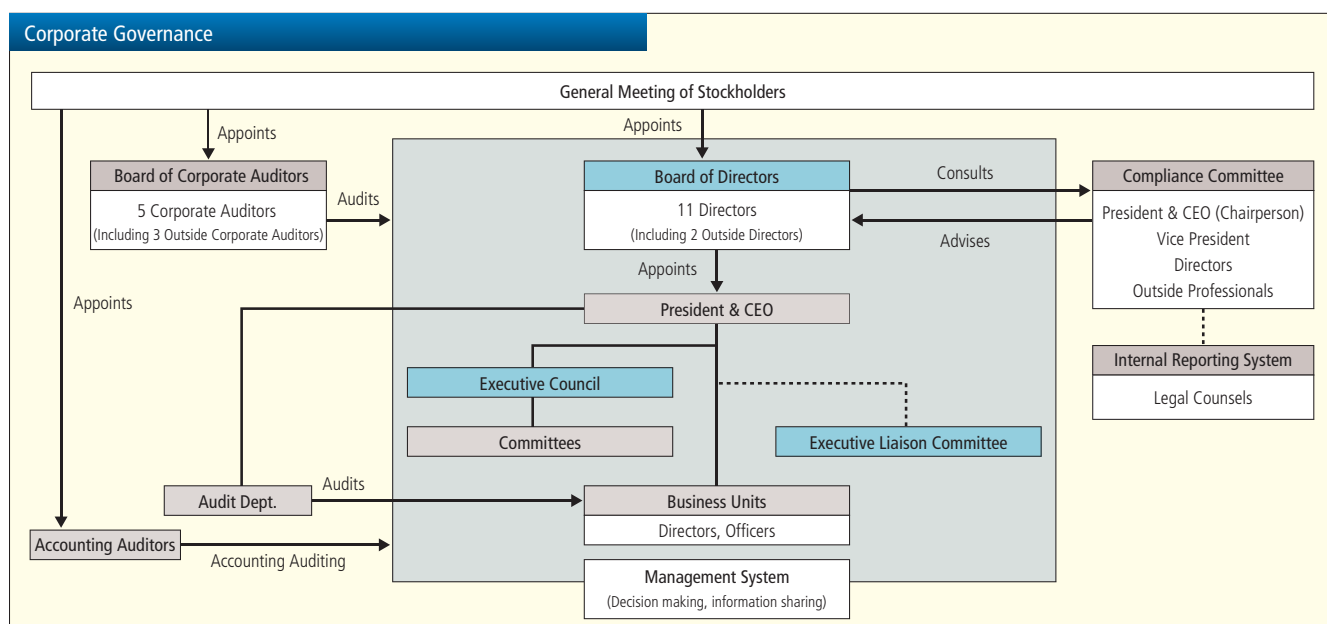 Corporate Governance
General Meeting of Stockholders
Appoints
Appoints
Board of Corporate Auditors
5 Corporate Auditors
(Including 3 Outside Corporate Auditors)
Audits
Board of Directors
11 Directors
(Including 2 Outside Directors)
Consults
Advises
Compliance Committee
President & CEO (Chairperson)
Vice President
Directors
Outside Professionals
Appoints
Appoints
President & CEO
Internal Reporting System
Legal Counsels
Executive Council
Committees
Executive Liaison Committee
Audit Dept.
Audits
Business Units
Directors, Officers
Accounting Auditors
Accounting Auditing
Management System
(Decision making, information sharing)